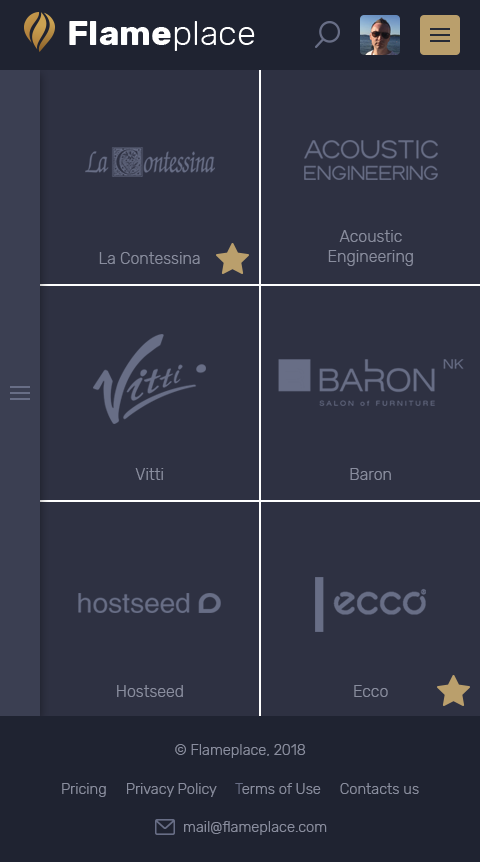 Flameplace
La Contessina
ACOUSTIC
ENGINEERING
La Contessina
Acoustic
Engineering
Vitti
BARON NK
SALON of FURNITURE
Vitti
Baron
hostseed
ecco
Hostseed
Ecco
© Flameplace, 2018
Pricing Privacy Policy Terms of Use Contacts us
mail@flameplace.com